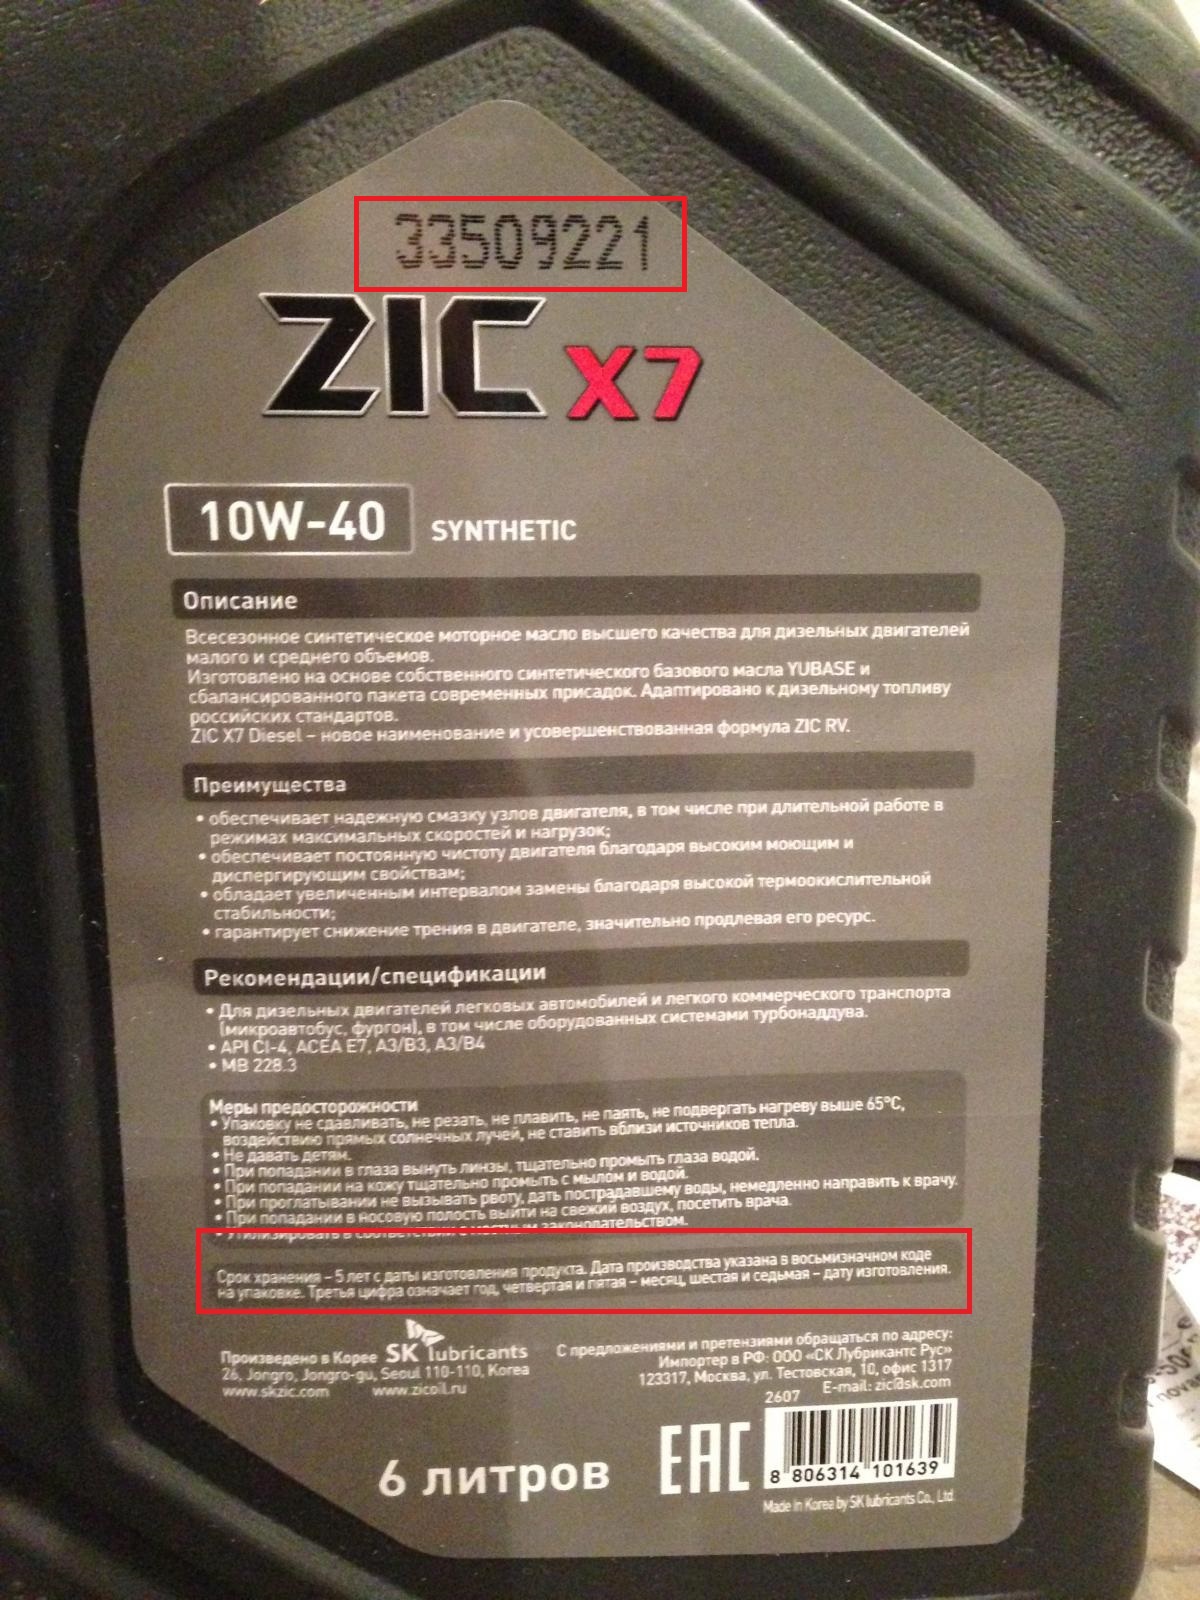 33509221
ZIC X7
10W-40 SYNTHETIC
Описание
Всесезонное синтетическое моторное масло высшего качества для дизельных двигателей
малого и среднего объемов.
Изготовлено на основе собственного синтетического базового масла YUBASE и
сбалансированного пакета современных присадок. Адаптировано к дизельному топливу
российских стандартов.
ZIC X7 Diesel – новое наименование и усовершенствованная формула ZIC RV.
Преимущества
• обеспечивает надежную смазку узлов двигателя, в том числе при длительной работе в
режимах максимальных скоростей и нагрузок;
• обеспечивает постоянную чистоту двигателя благодаря высоким моющим и
диспергирующим свойствам;
• обладает увеличенным интервалом замены благодаря высокой термоокислительной
стабильности;
• гарантирует снижение трения в двигателе, значительно продлевая его ресурс.
Рекомендации/спецификации
• Для дизельных двигателей легковых автомобилей и легкого коммерческого транспорта
(микроавтобус, фургон), в том числе оборудованных системами турбонаддува.
• API CI-4, ACEA E7, A3/B3, A3/B4
• MB 228.3
Меры предосторожности
• Упаковку не сдавливать, не резать, не плавить, не паять, не подвергать нагреву выше 65°C,
воздействию прямых солнечных лучей, не ставить вблизи источников тепла.
• Не давать детям.
• При попадании в глаза вынуть линзы, тщательно промыть глаза водой.
• При попадании на кожу тщательно промыть с мылом и водой.
• При проглатывании не вызывать рвоту, дать пострадавшему воды, немедленно направить к врачу.
• При попадании в носовую полость выйти на свежий воздух, посетить врача.
• Утилизировать в соответствии с местным законодательством.
Срок хранения – 5 лет с даты изготовления продукта. Дата производства указана в восьмизначном коде
на упаковке. Третья цифра означает год, четвертая и пятая – месяц, шестая и седьмая – дату изготовления.
Произведено в Корее SK lubricants
26, Jongro, Jongro-gu, Seoul 110-110, Korea
www.skzic.com www.zicoil.ru
С предложениями и претензиями обращаться по адресу:
Импортер в РФ: ООО «СК Лубрикантс Рус»
123317, Москва, ул. Тестовская, 10, офис 1317
E-mail: zic@sk.com
2607
6 литров
EAC
8 806314 101639
Made in Korea by SK lubricants Co., Ltd.